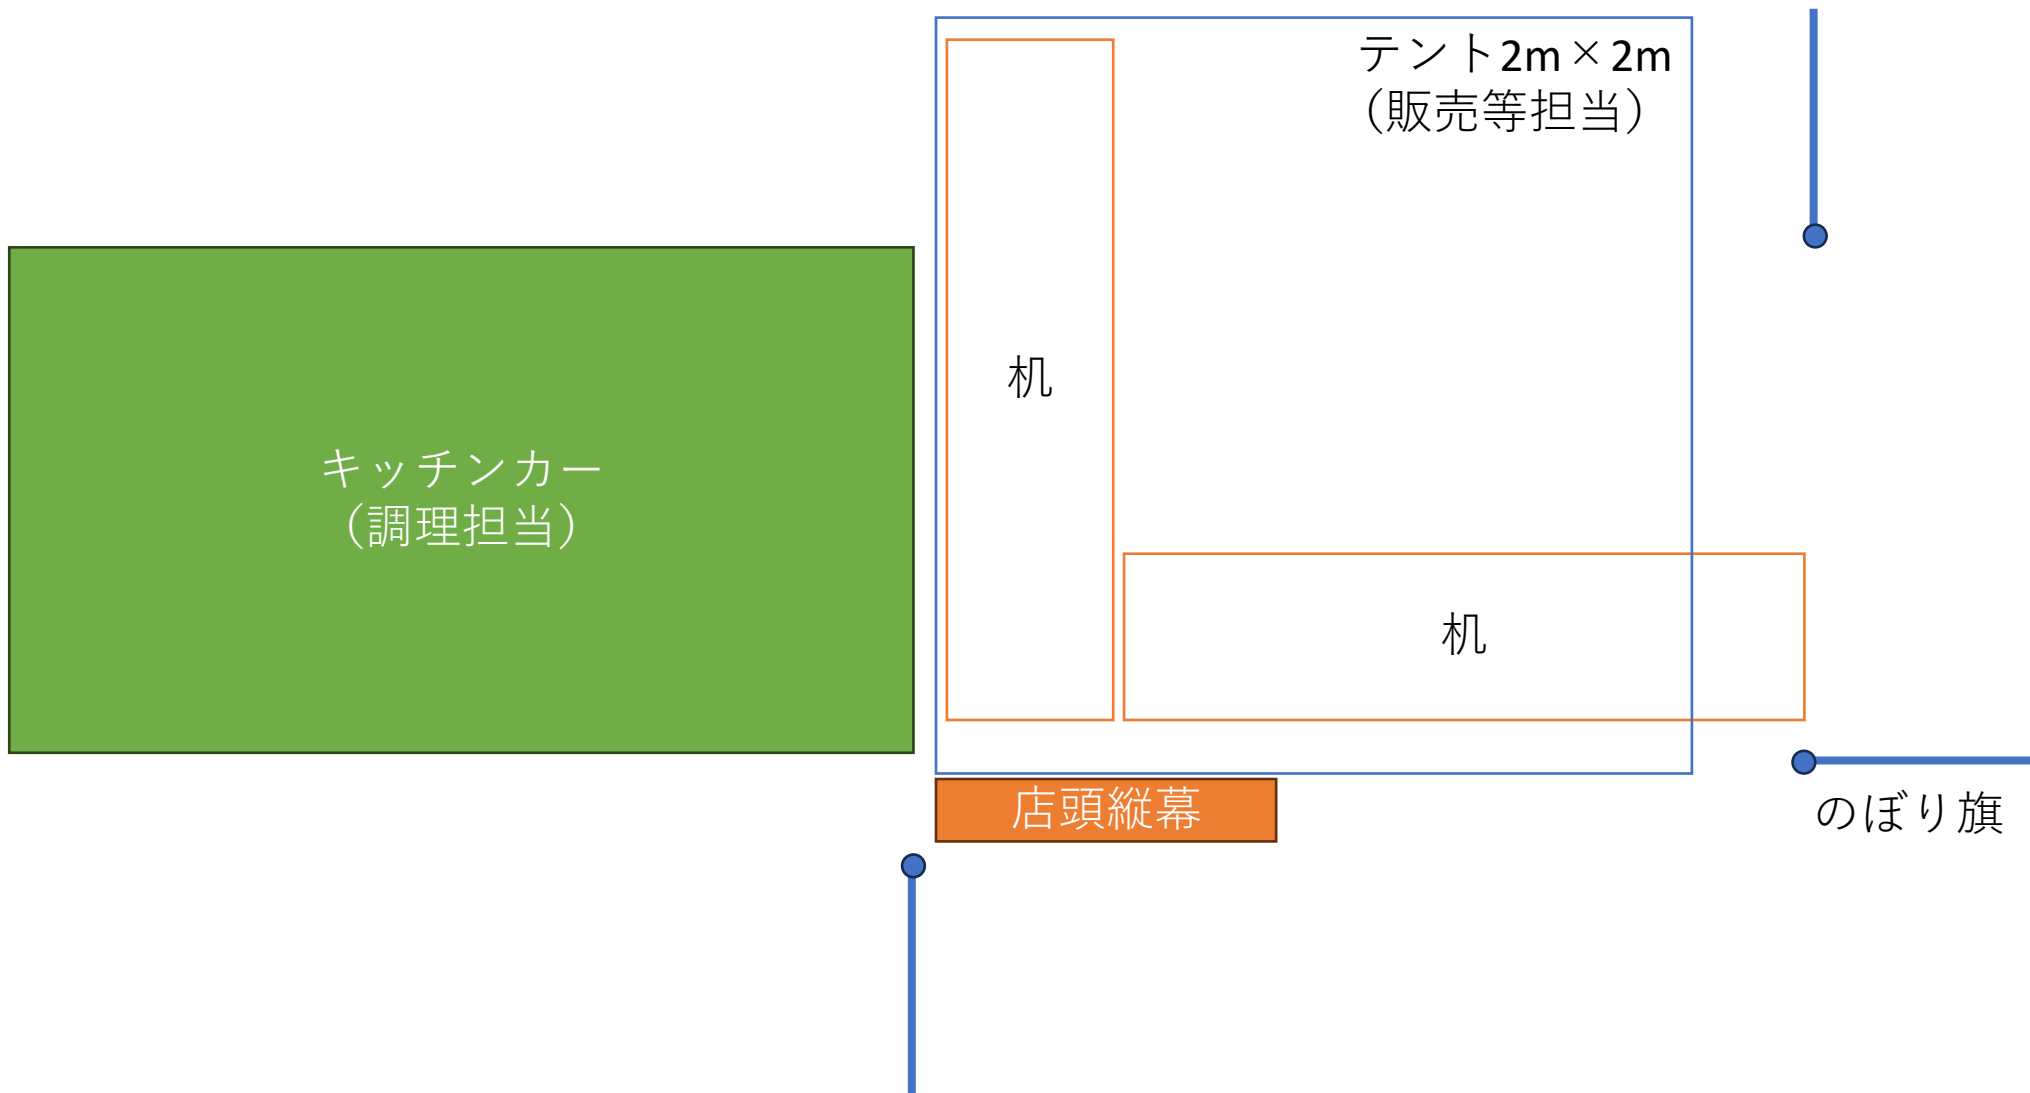 テント2m×2m
（販売等担当）
机
キッチンカー
（調理担当）
机
店頭縦幕
のぼり旗